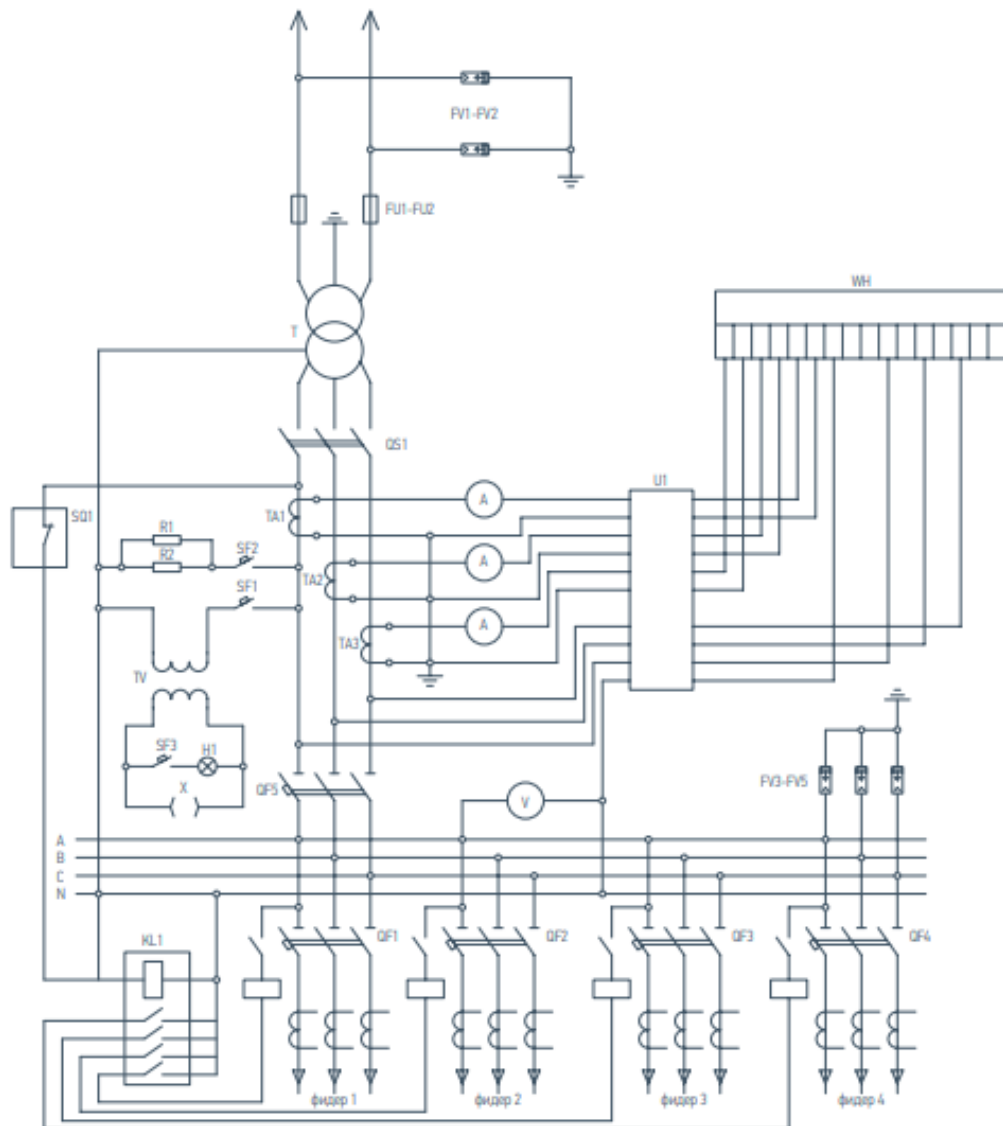 FV1-FV2
FU1-FU2
WH
T
QS1
U1
SQ1
R1
R2
SF2
SF1
TA1
A
TA2
A
TA3
A
TV
SF3
H1
X
QF5
V
FV3-FV5
A
B
C
N
KL1
QF1
QF2
QF3
QF4
фидер 1
фидер 2
фидер 3
фидер 4